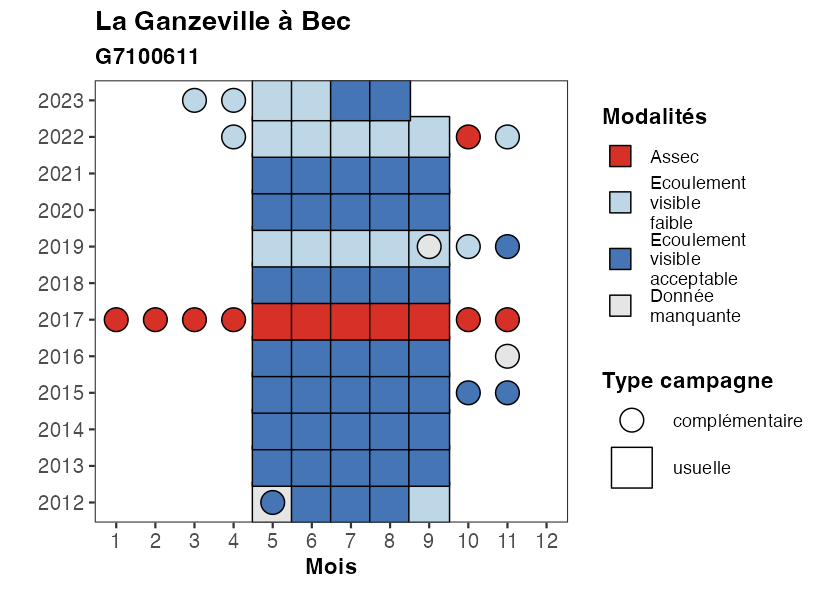 La Ganzeville à Bec
G7100611
2023
2022
2021
2020
2019
2018
2017
2016
2015
2014
2013
2012
1 2 3 4 5 6 7 8 9 10 11 12
Mois
Modalités
Assec
Ecoulement
visible
faible
Ecoulement
visible
acceptable
Donnée
manquante
Type campagne
complémentaire
usuelle